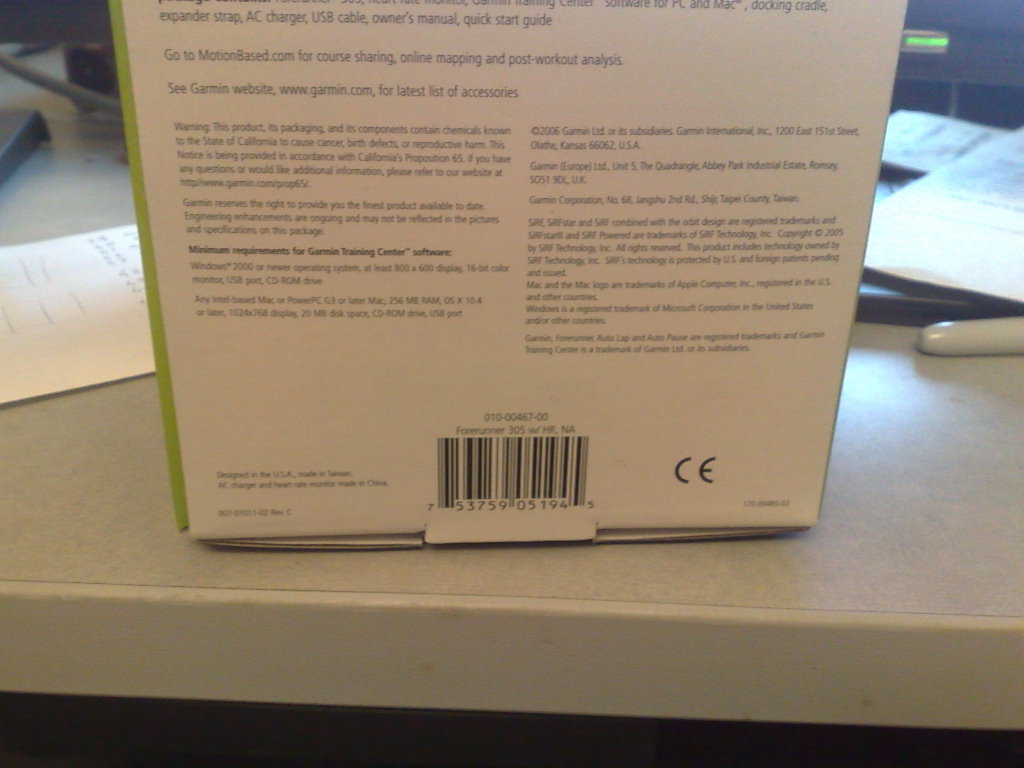 package contains: Forerunner® 305, heart rate monitor, Garmin Training Center™ software for PC and Mac®, docking cradle,
expander strap, AC charger, USB cable, owner's manual, quick start guide
Go to MotionBased.com for course sharing, online mapping and post-workout analysis.
See Garmin website, www.garmin.com, for latest list of accessories
Warning: This product, its packaging, and its components contain chemicals known
to the State of California to cause cancer, birth defects, or reproductive harm. This
Notice is being provided in accordance with California's Proposition 65. If you have
any questions or would like additional information, please refer to our website at
http://www.garmin.com/prop65/.
Garmin reserves the right to provide you the finest product available to date.
Engineering enhancements are ongoing and may not be reflected in the pictures
and specifications on this package.
Minimum requirements for Garmin Training Center™ software:
Windows® 2000 or newer operating system, at least 800 x 600 display, 16-bit color
monitor, USB port, CD-ROM drive
Any Intel-based Mac or PowerPC G3 or later Mac, 256 MB RAM, OS X 10.4
or later, 1024x768 display, 20 MB disk space, CD-ROM drive, USB port
©2006 Garmin Ltd. or its subsidiaries. Garmin International, Inc., 1200 East 151st Street,
Olathe, Kansas 66062, U.S.A.
Garmin (Europe) Ltd., Unit 5, The Quadrangle, Abbey Park Industrial Estate, Romsey,
SO51 9DL, U.K.
Garmin Corporation, No. 68, Jangshu 2nd Rd., Shijr, Taipei County, Taiwan.
SiRF, SiRFstar and SiRF combined with the orbit design are registered trademarks and
SiRFstarIII and SiRF Powered are trademarks of SiRF Technology, Inc. Copyright © 2005
by SiRF Technology, Inc. All rights reserved. This product includes technology owned by
SiRF Technology, Inc. SiRF's technology is protected by U.S. and foreign patents pending
and issued.
Mac and the Mac logo are trademarks of Apple Computer, Inc., registered in the U.S.
and other countries.
Windows is a registered trademark of Microsoft Corporation in the United States
and/or other countries.
Garmin, Forerunner, Auto Lap and Auto Pause are registered trademarks and Garmin
Training Center is a trademark of Garmin Ltd. or its subsidiaries.
010-00467-00
Forerunner 305 w/ HR, NA
7 53759 05194 5
CE
Designed in the U.S.A., made in Taiwan.
AC charger and heart rate monitor made in China.
007-01011-02 Rev. C
170-00485-02